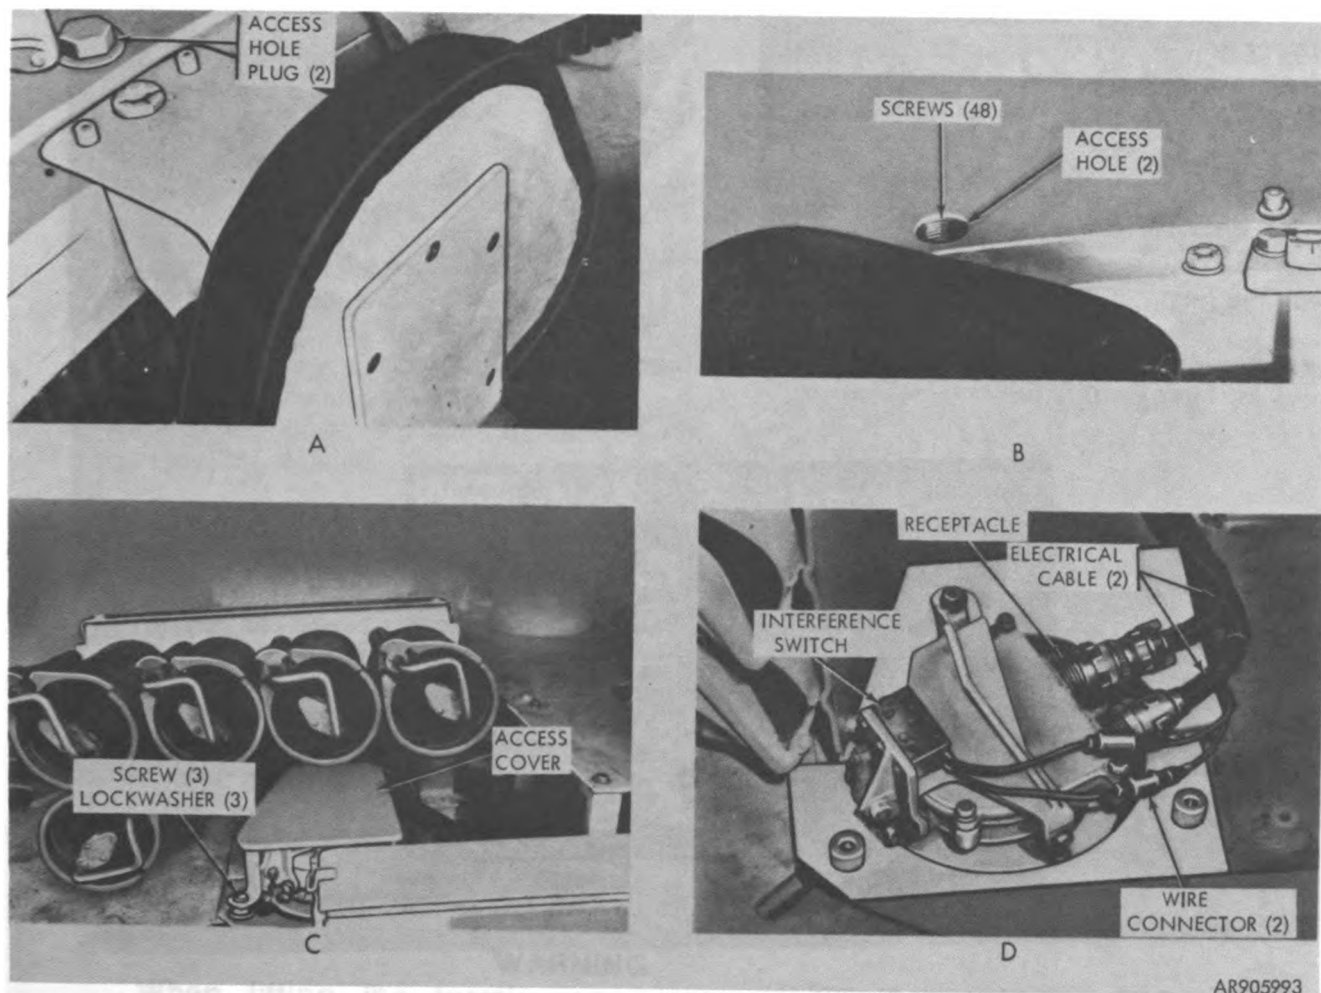 ACCESS
HOLE
PLUG (2)
A
SCREWS (48)
ACCESS
HOLE (2)
B
ACCESS
COVER
SCREW (3)
LOCKWASHER (3)
C
RECEPTACLE
ELECTRICAL
CABLE (2)
INTERFERENCE
SWITCH
WIRE
CONNECTOR (2)
D
WARNING
AR905993